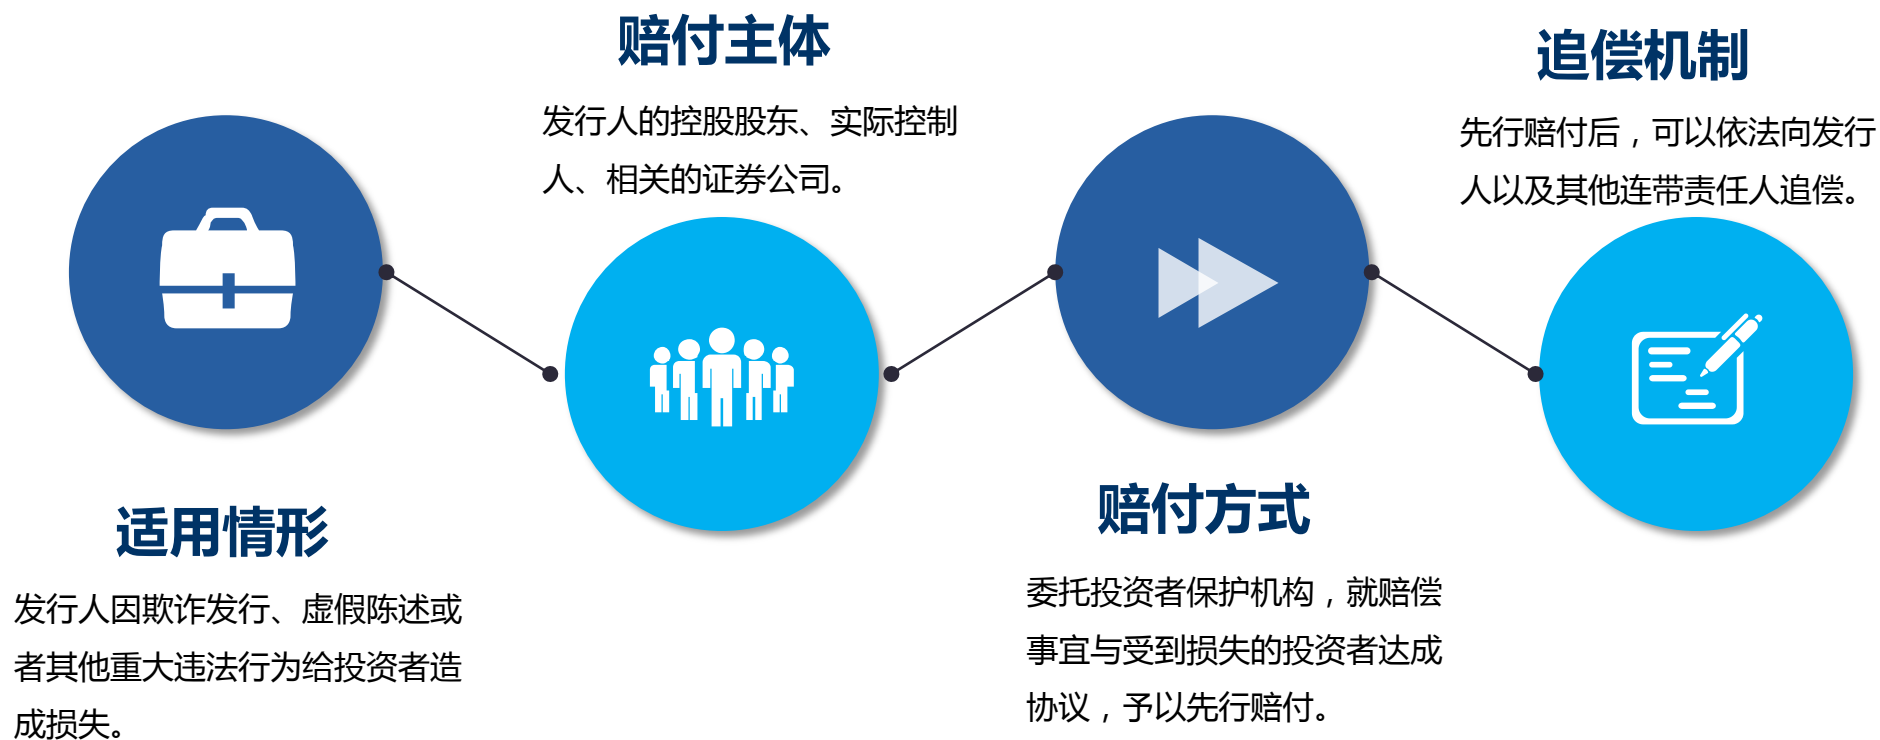 适用情形
发行人因欺诈发行、虚假陈述或
者其他重大违法行为给投资者造
成损失。
赔付主体
发行人的控股股东、实际控制
人、相关的证券公司。
赔付方式
委托投资者保护机构，就赔偿
事宜与受到损失的投资者达成
协议，予以先行赔付。
追偿机制
先行赔付后，可以依法向发行
人以及其他连带责任人追偿。